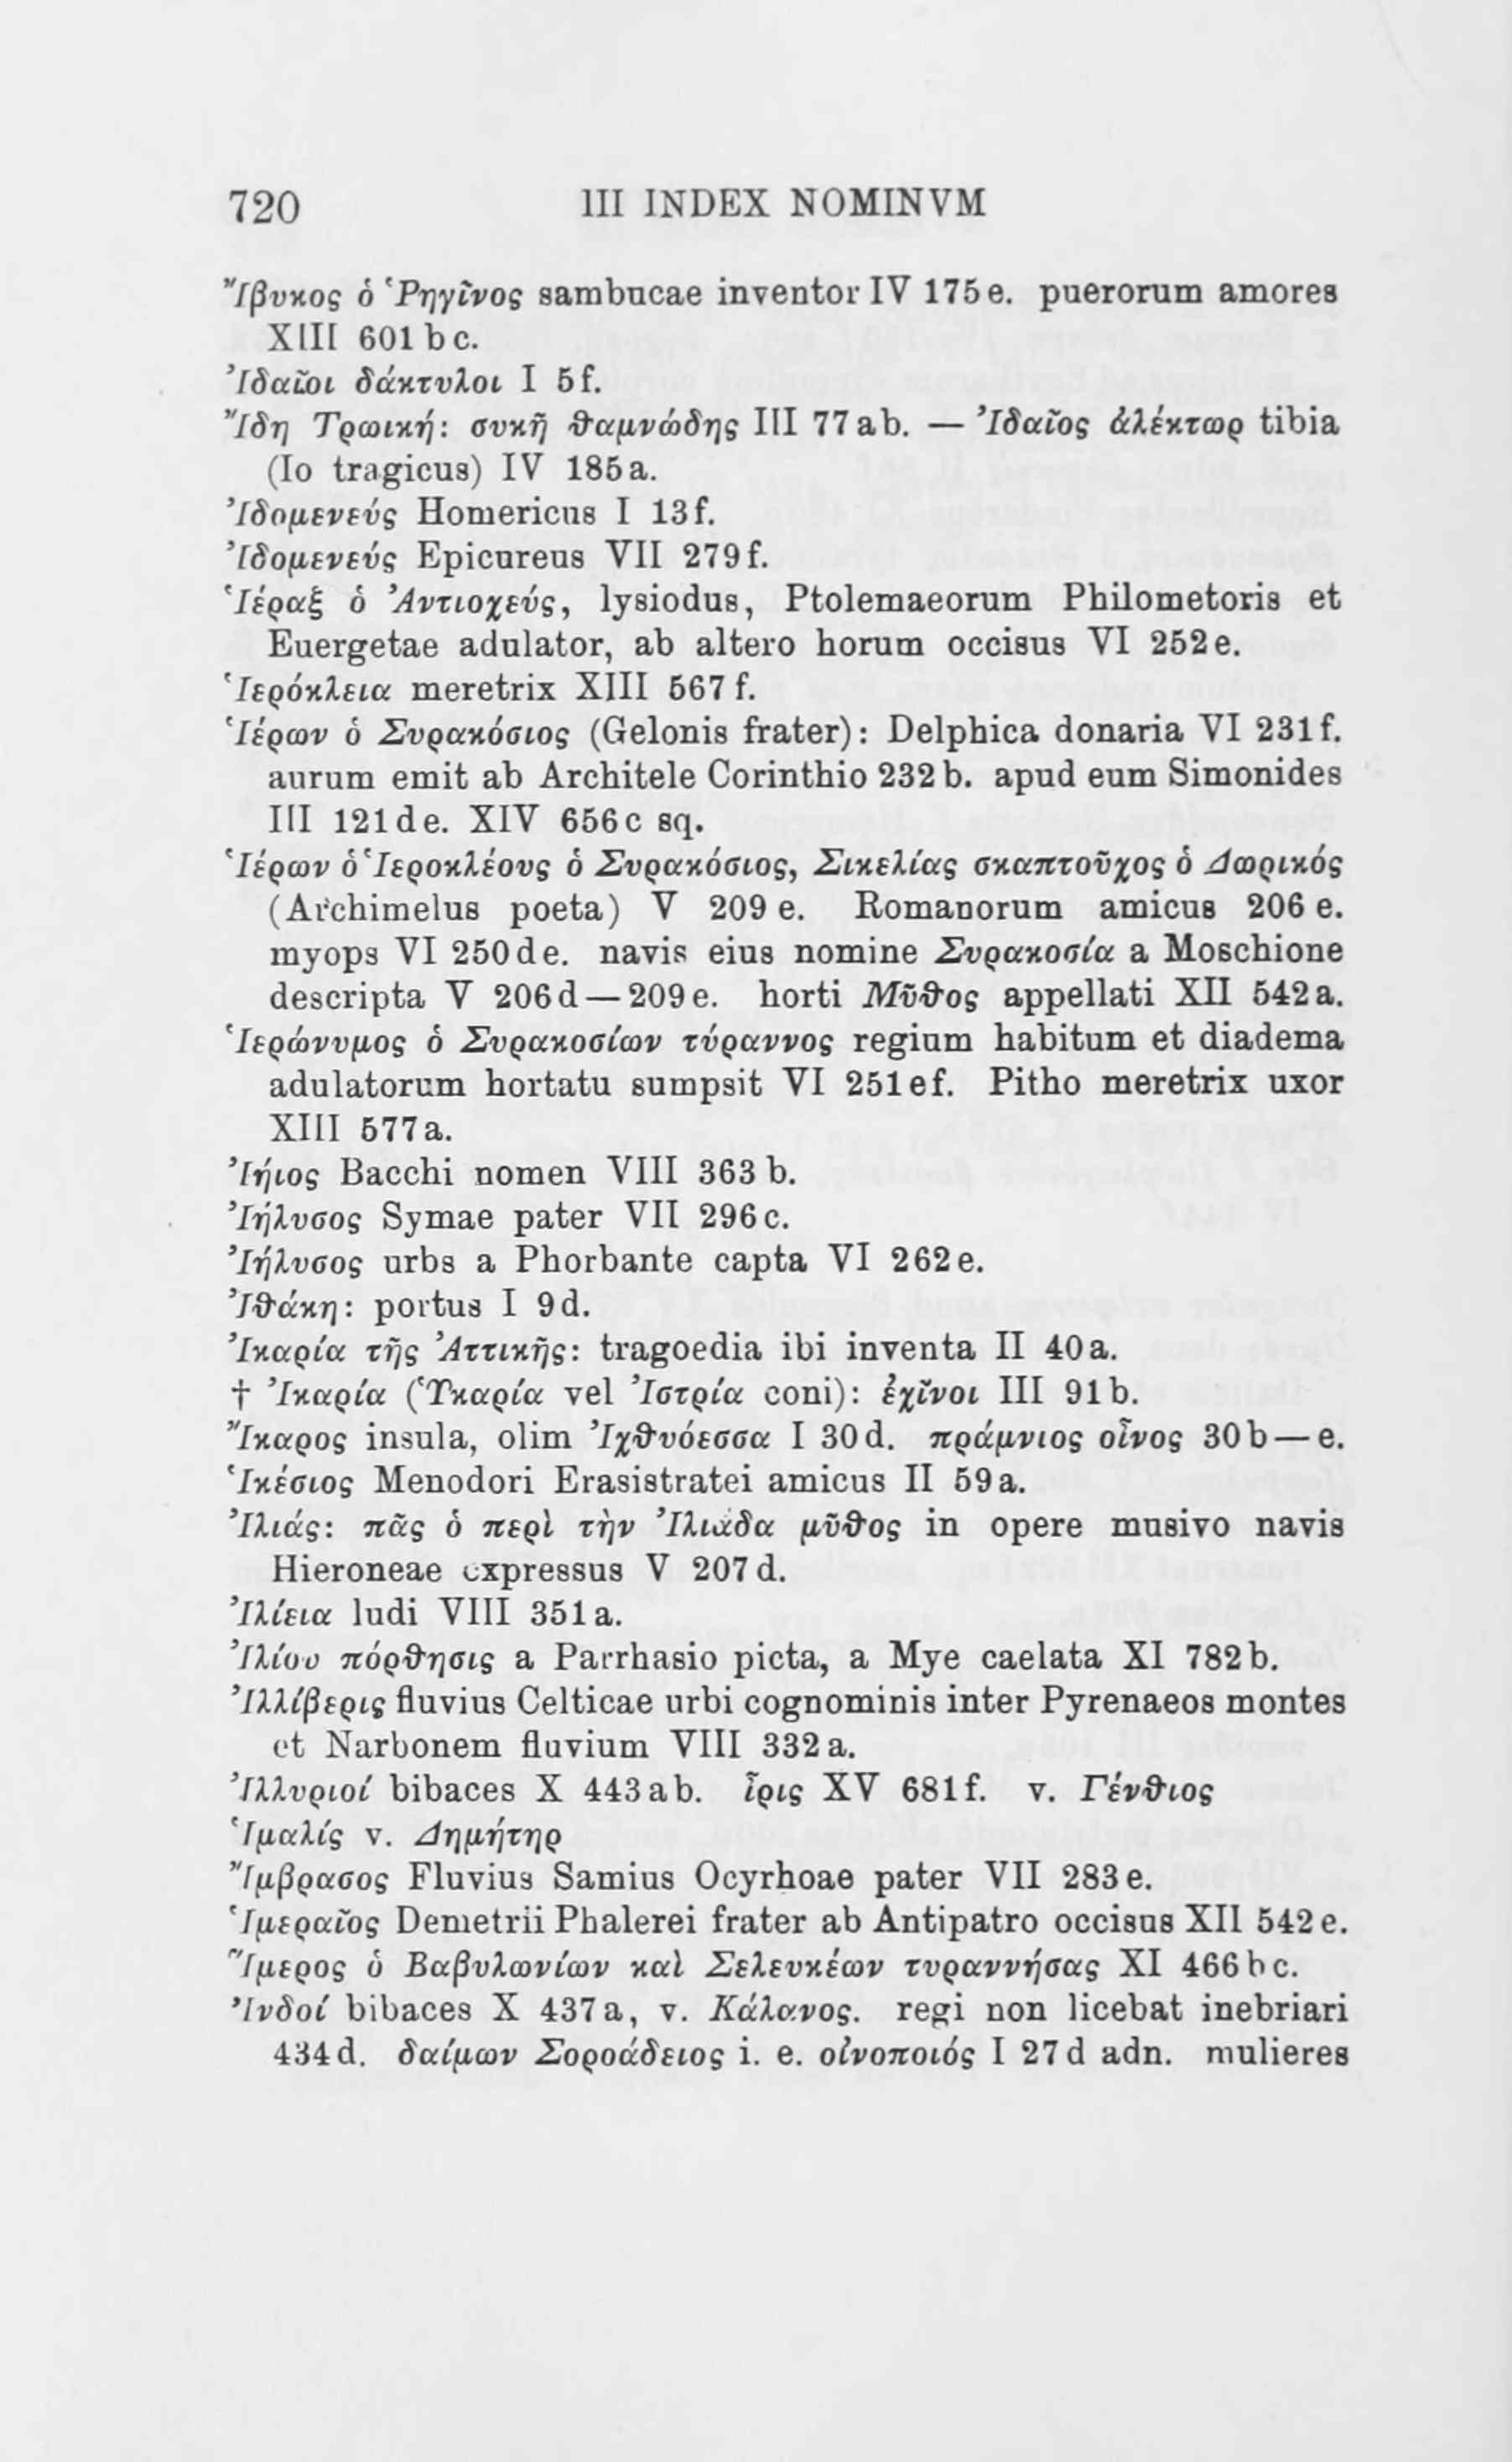 720 III INDEX NOMINVM
Ἴβυκος ὁ Ῥηγῖνος sambucae inventor IV 175 e. puerorum amores
XIII 601 b c.
Ἰδαῖοι δάκτυλοι I 5 f.
Ἴδη Τρωική: συκῆ θαμνώδης III 77 a b. — Ἰδαῖος ἀλέκτωρ tibia
(Io tragicus) IV 185 a.
Ἰδομενεύς Homericus I 13 f.
Ἰδομενεύς Epicureus VII 279 f.
Ἱέραξ ὁ Ἀντιοχεύς, lysiodus, Ptolemaeorum Philometoris et
Euergetae adulator, ab altero horum occisus VI 252 e.
Ἱερόκλεια meretrix XIII 567 f.
Ἱέρων ὁ Συρακόσιος (Gelonis frater): Delphica donaria VI 231 f.
aurum emit ab Architele Corinthio 232 b. apud eum Simonides
III 121 d e. XIV 656 c sq.
Ἱέρων ὁ Ἱεροκλέους ὁ Συρακόσιος, Σικελίας σκαπτοῦχος ὁ Δωρικός
(Archimelus poeta) V 209 e. Romanorum amicus 206 e.
myops VI 250 d e. navis eius nomine Συρακοσία a Moschione
descripta V 206 d — 209 e. horti Μῦθος appellati XII 542 a.
Ἱερώνυμος ὁ Συρακοσίων τύραννος regium habitum et diadema
adulatorum hortatu sumpsit VI 251 e f. Pitho meretrix uxor
XIII 577 a.
Ἰήιος Bacchi nomen VIII 363 b.
Ἰήλυσος Symae pater VII 296 c.
Ἰήλυσος urbs a Phorbante capta VI 262 e.
Ἰθάκη: portus I 9 d.
Ἰκαρία τῆς Ἀττικῆς: tragoedia ibi inventa II 40 a.
† Ἰκαρία (Ὑκαρία vel Ἰστρία coni): ἐχῖνοι III 91 b.
Ἴκαρος insula, olim Ἰχθυόεσσα I 30 d. πράμνιος οἶνος 30 b — e.
Ἱκέσιος Menodori Erasistratei amicus II 59 a.
Ἰλιάς: πᾶς ὁ περὶ τὴν Ἰλιάδα μῦθος in opere musivo navis
Hieroneae expressus V 207 d.
Ἰλίεια ludi VIII 351 a.
Ἰλίου πόρθησις a Parrhasio picta, a Mye caelata XI 782 b.
Ἰλλίβερις fluvius Celticae urbi cognominis inter Pyrenaeos montes
et Narbonem fluvium VIII 332 a.
Ἰλλυριοί bibaces X 443 a b. ἶρις XV 681 f. v. Γένθιος
Ἱμαλίς v. Δημήτηρ
Ἴμβρασος Fluvius Samius Ocyrhoae pater VII 283 e.
Ἱμεραῖος Demetrii Phalerei frater ab Antipatro occisus XII 542 e.
Ἵμερος ὁ Βαβυλωνίων καὶ Σελευκέων τυραννήσας XI 466 b c.
Ἰνδοί bibaces X 437 a, v. Κάλανος. regi non licebat inebriari
434 d. δαίμων Σοροάδειος i. e. οἰνοποιός I 27 d adn. mulieres